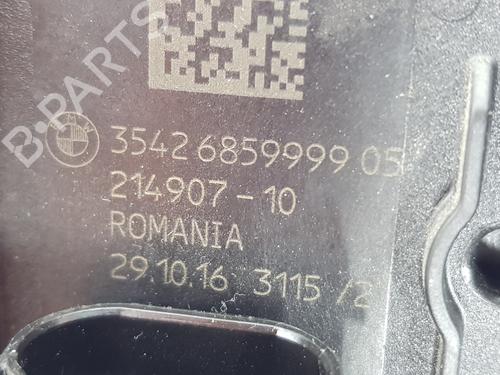 B.PARTS
3542 6859999 05
214907-10
ROMANIA
29.10.16 3115 /2